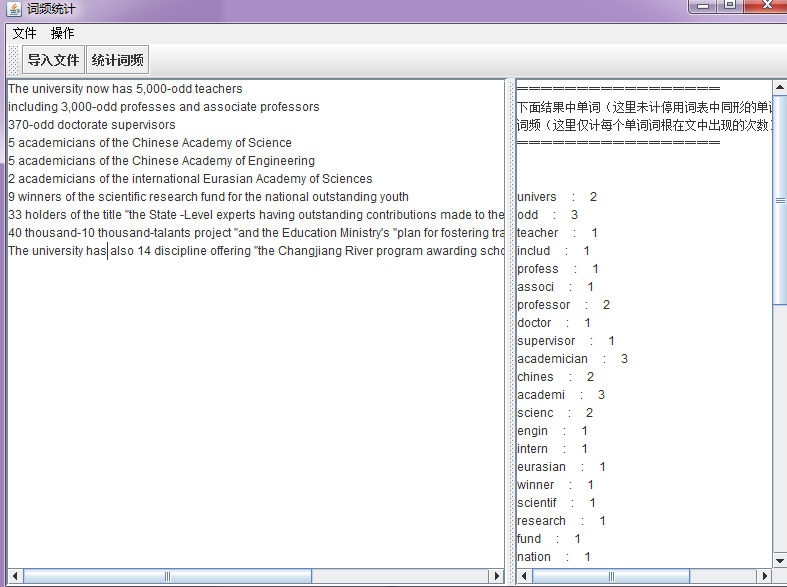 词频统计
文件 操作
导入文件 统计词频
The university now has 5,000-odd teachers
including 3,000-odd professes and associate professors
370-odd doctorate supervisors
5 academicians of the Chinese Academy of Science
5 academicians of the Chinese Academy of Engineering
2 academicians of the international Eurasian Academy of Sciences
9 winners of the scientific research fund for the national outstanding youth
33 holders of the title "the State -Level experts having outstanding contributions made to the
40 thousand-10 thousand-talants project "and the Education Ministry's "plan for fostering tra
The university has also 14 discipline offering "the Changjiang River program awarding scho
===================
下面结果中单词（这里未计停用词表中同形的单词
词频（这里仅计每个单词词根在文中出现的次数）
===================
univers : 2
odd : 3
teacher : 1
includ : 1
profess : 1
associ : 1
professor : 2
doctor : 1
supervisor : 1
academician : 3
chines : 2
academi : 3
scienc : 2
engin : 1
intern : 1
eurasian : 1
winner : 1
scientif : 1
research : 1
fund : 1
nation : 1